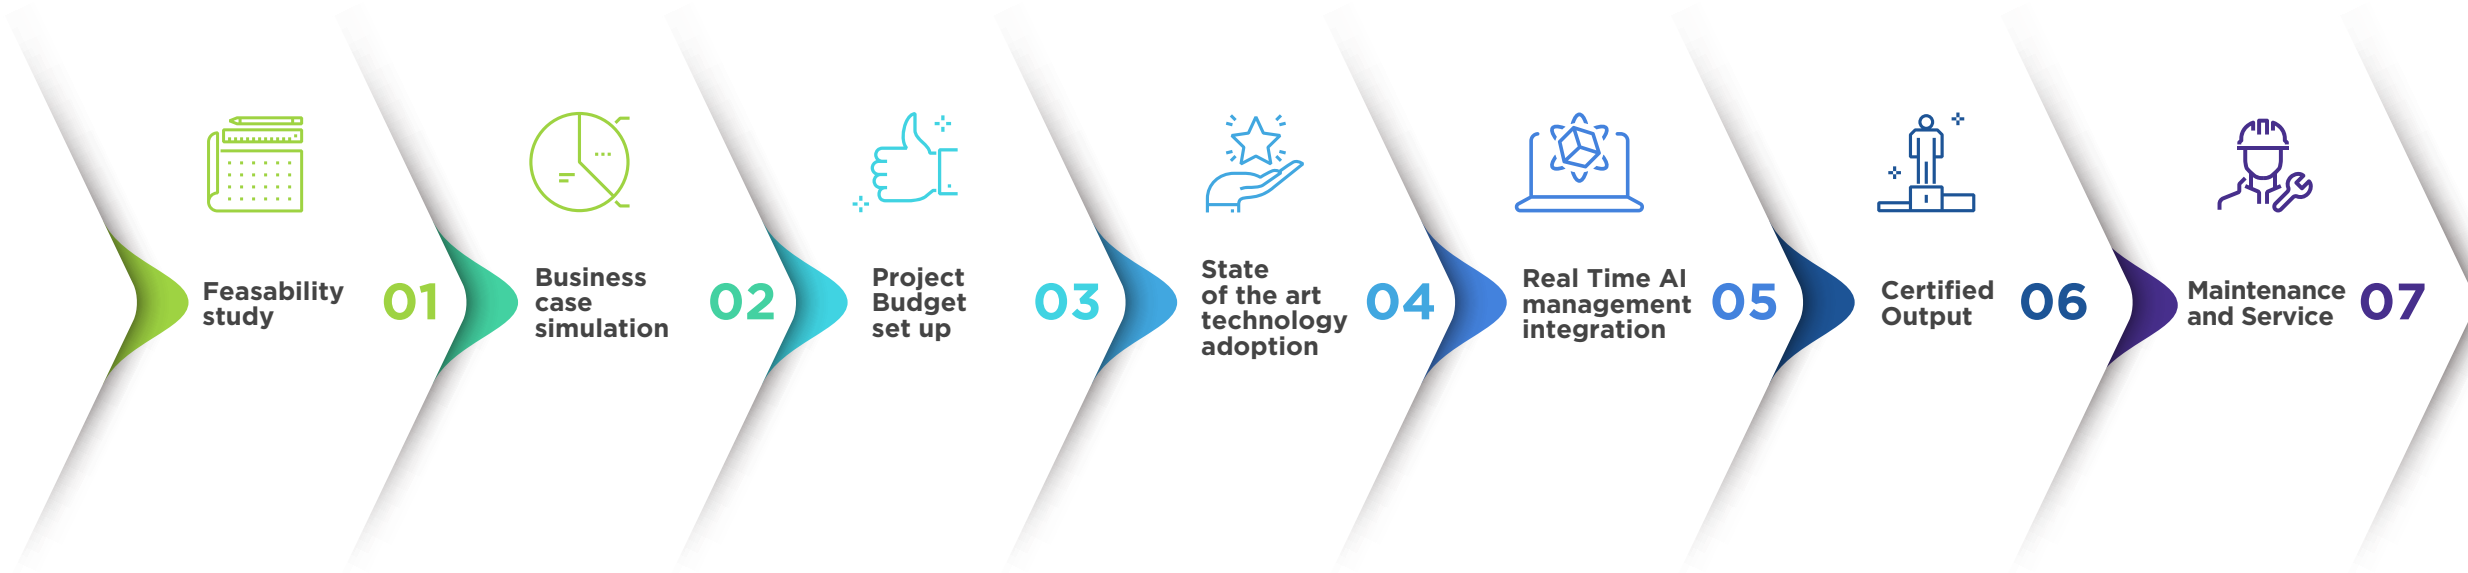 Feasability
study
01
Business
case
simulation
02
Project
Budget
set up
03
State
of the art
technology
adoption
04
Real Time AI
management
integration
05
Certified
Output
06
Maintenance
and Service
07